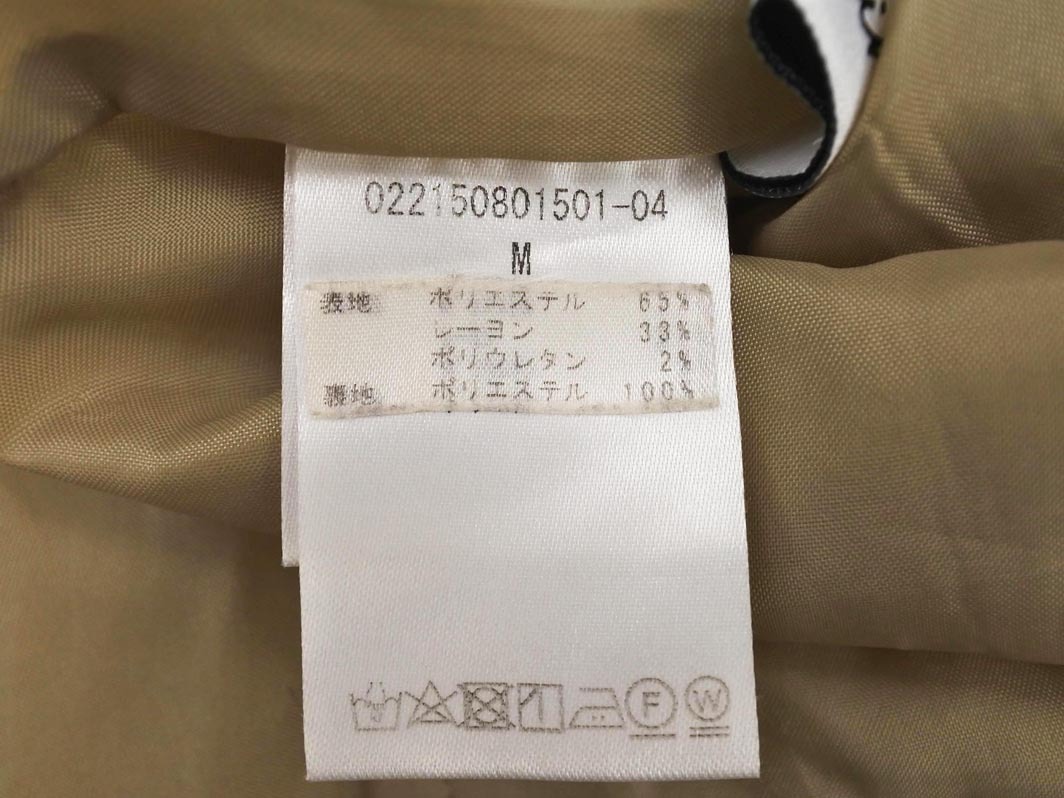 022150801501-04
M
表地 ポリエステル 65%
レーヨン 33%
ポリウレタン 2%
裏地 ポリエステル 100%
F W